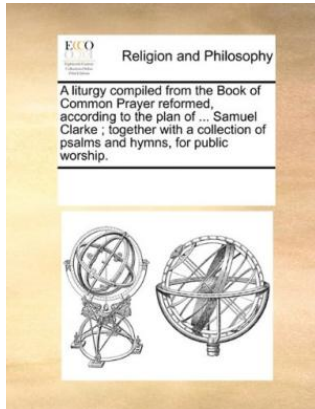 ECCO
Religion and Philosophy
A liturgy compiled from the Book of
Common Prayer reformed,
according to the plan of ... Samuel
Clarke ; together with a collection of
psalms and hymns, for public
worship.